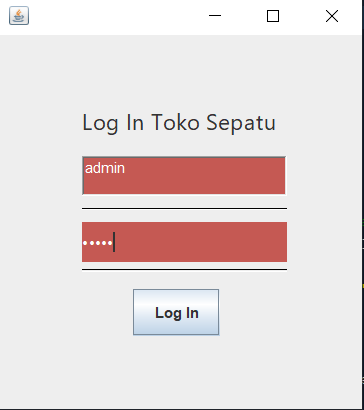 Log In Toko Sepatu
admin
•••••
Log In